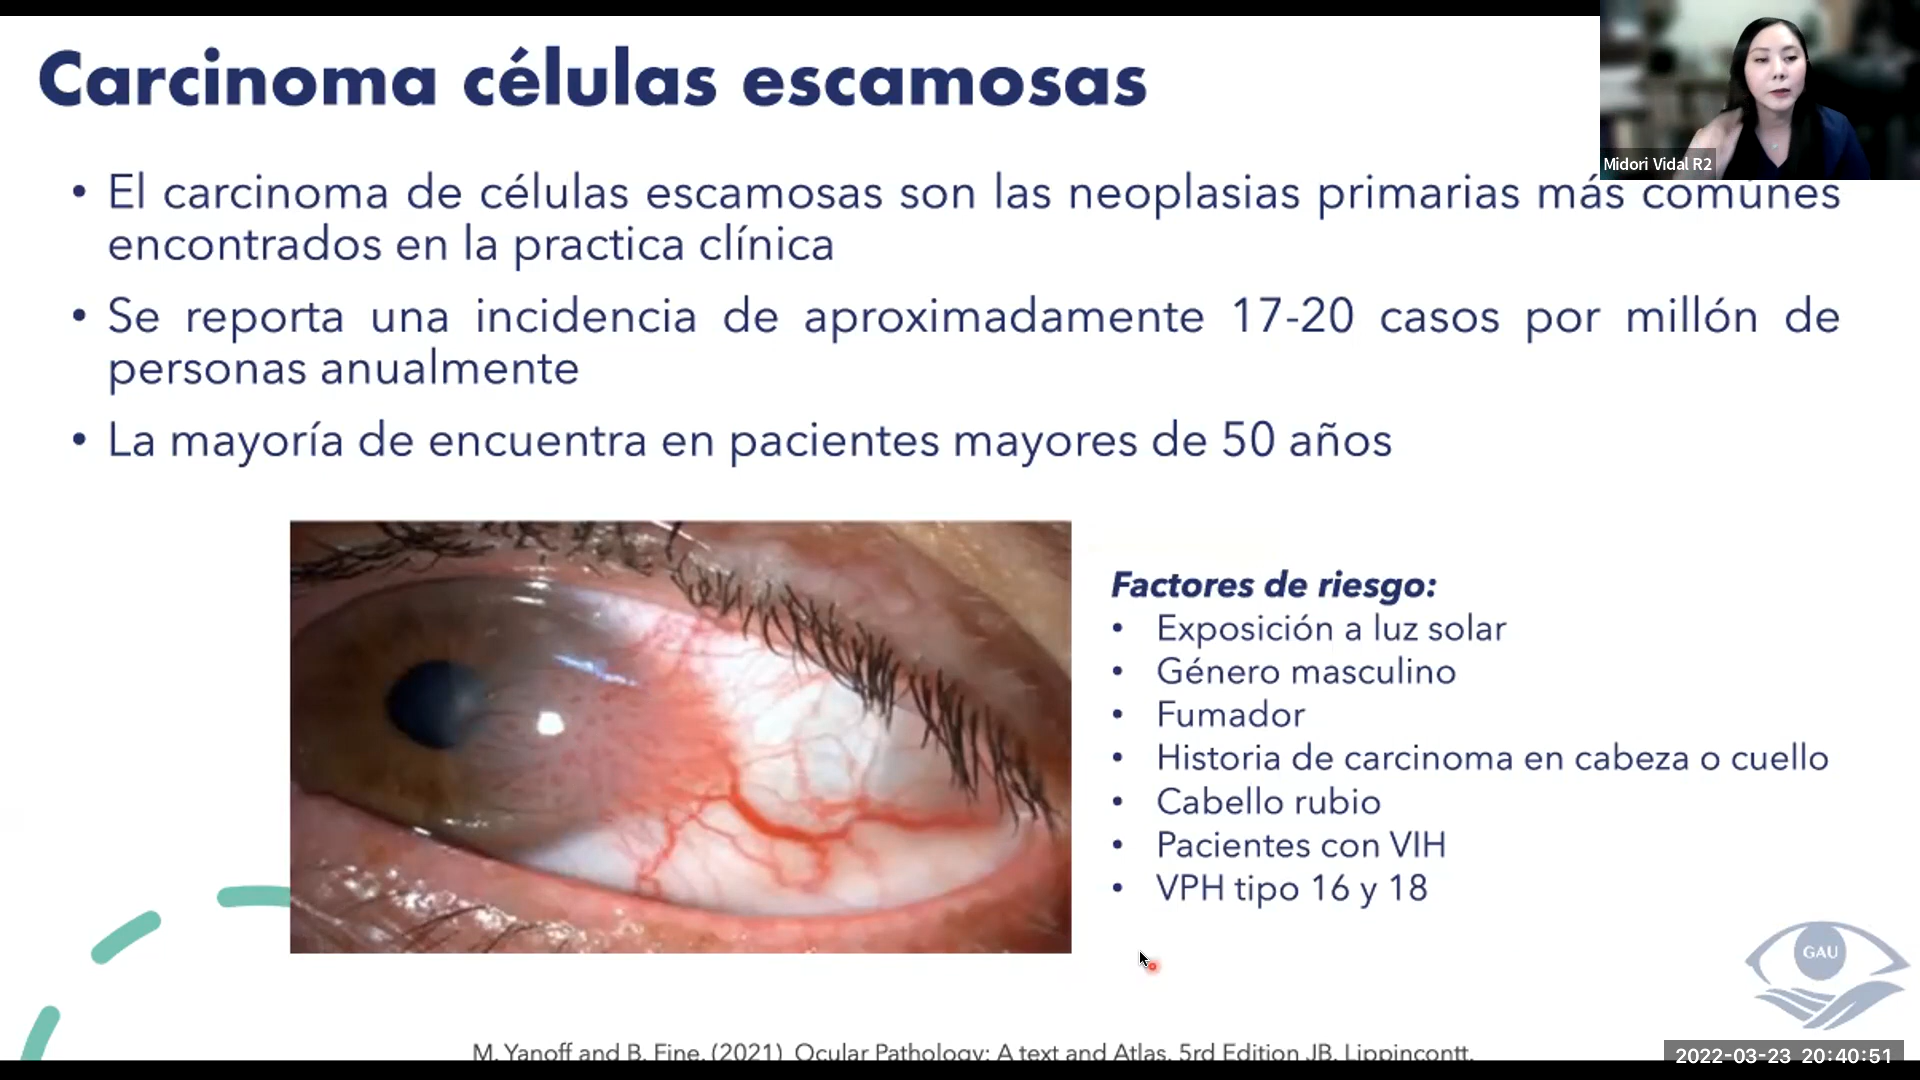 Carcinoma células escamosas
Midori Vidal R2
• El carcinoma de células escamosas son las neoplasias primarias más comúnes
encontrados en la practica clínica
• Se reporta una incidencia de aproximadamente 17-20 casos por millón de
personas anualmente
• La mayoría de encuentra en pacientes mayores de 50 años
Factores de riesgo:
• Exposición a luz solar
• Género masculino
• Fumador
• Historia de carcinoma en cabeza o cuello
• Cabello rubio
• Pacientes con VIH
• VPH tipo 16 y 18
GAU
M. Yanoff and B. Fine. (2021) Ocular Pathology: A text and Atlas. 5rd Edition JB. Lippincontt.
2022-03-23 20:40:51